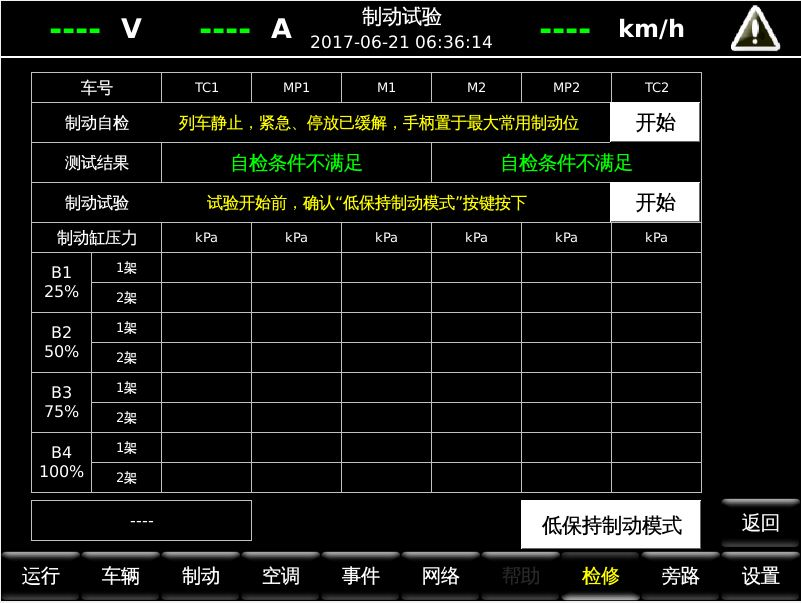 制动试验
---- V ---- A ---- km/h
2017-06-21 06:36:14
车号 TC1 MP1 M1 M2 MP2 TC2
制动自检 列车静止，紧急、停放已缓解，手柄置于最大常用制动位 开始
测试结果 自检条件不满足 自检条件不满足
制动试验 试验开始前，确认“低保持制动模式”按键按下 开始
制动缸压力 kPa kPa kPa kPa kPa kPa
B1 25%
1架
2架
B2 50%
1架
2架
B3 75%
1架
2架
B4 100%
1架
2架
---- 低保持制动模式 返回
运行 车辆 制动 空调 事件 网络 帮助 检修 旁路 设置